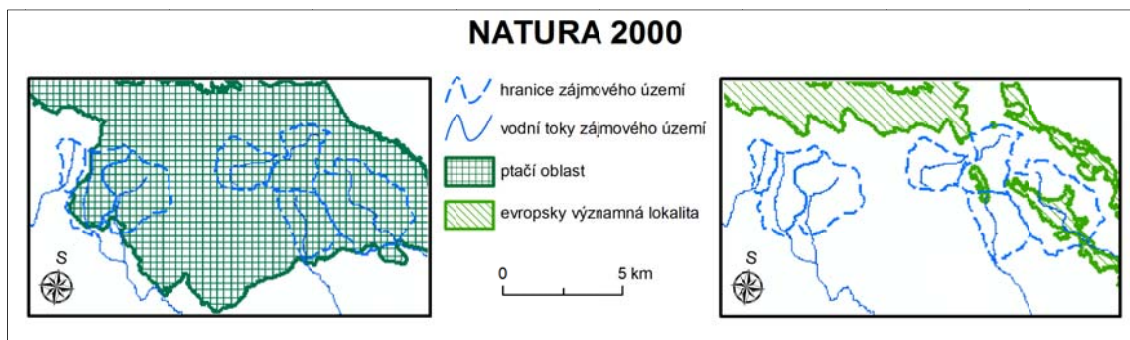 NATURA 2000
hranice zájmového území
vodní toky zájmového území
ptačí oblast
evropsky významná lokalita
S
0 5 km
S